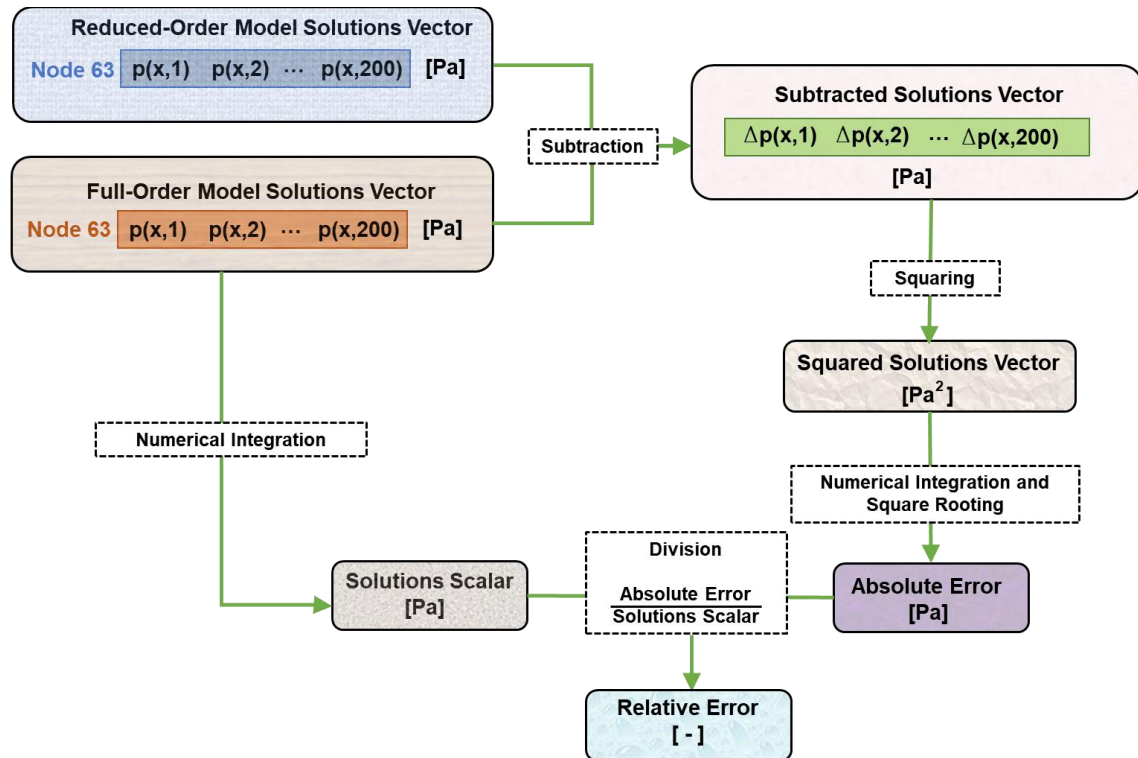 Reduced-Order Model Solutions Vector
Node 63 p(x,1) p(x,2) ··· p(x,200) [Pa]
Full-Order Model Solutions Vector
Node 63 p(x,1) p(x,2) ··· p(x,200) [Pa]
Subtraction
Subtracted Solutions Vector
Δp(x,1) Δp(x,2) ··· Δp(x,200)
[Pa]
Squaring
Squared Solutions Vector
[Pa²]
Numerical Integration
Numerical Integration and
Square Rooting
Solutions Scalar
[Pa]
Division
Absolute Error
Solutions Scalar
Absolute Error
[Pa]
Relative Error
[ - ]